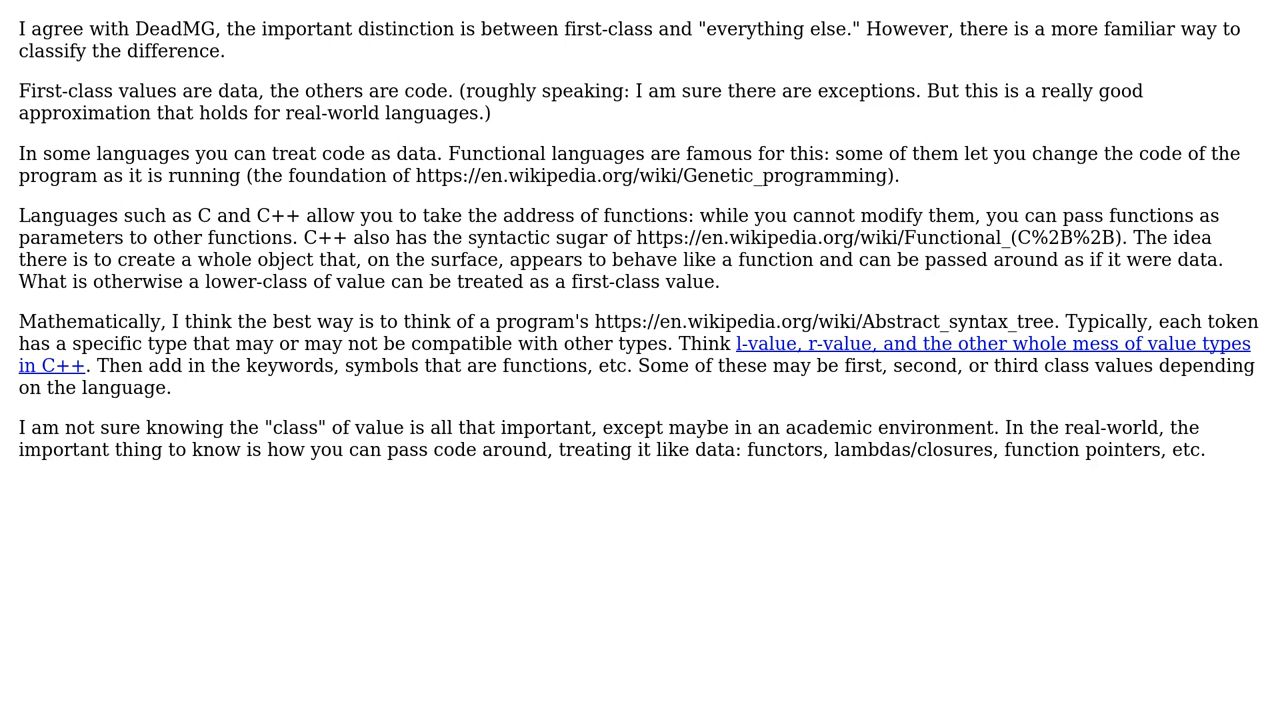 I agree with DeadMG, the important distinction is between first-class and "everything else." However, there is a more familiar way to
classify the difference.
First-class values are data, the others are code. (roughly speaking: I am sure there are exceptions. But this is a really good
approximation that holds for real-world languages.)
In some languages you can treat code as data. Functional languages are famous for this: some of them let you change the code of the
program as it is running (the foundation of https://en.wikipedia.org/wiki/Genetic_programming).
Languages such as C and C++ allow you to take the address of functions: while you cannot modify them, you can pass functions as
parameters to other functions. C++ also has the syntactic sugar of https://en.wikipedia.org/wiki/Functional_(C%2B%2B). The idea
there is to create a whole object that, on the surface, appears to behave like a function and can be passed around as if it were data.
What is otherwise a lower-class of value can be treated as a first-class value.
Mathematically, I think the best way is to think of a program's https://en.wikipedia.org/wiki/Abstract_syntax_tree. Typically, each token
has a specific type that may or may not be compatible with other types. Think l-value, r-value, and the other whole mess of value types
in C++. Then add in the keywords, symbols that are functions, etc. Some of these may be first, second, or third class values depending
on the language.
I am not sure knowing the "class" of value is all that important, except maybe in an academic environment. In the real-world, the
important thing to know is how you can pass code around, treating it like data: functors, lambdas/closures, function pointers, etc.